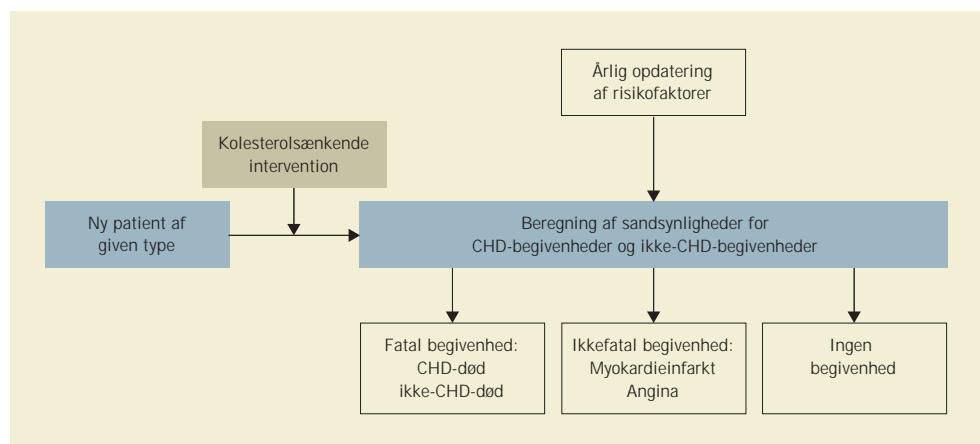 Årlig opdatering
af risikofaktorer
Kolesterolsænkende
intervention
Ny patient af
given type
Beregning af sandsynligheder for
CHD-begivenheder og ikke-CHD-begivenheder
Fatal begivenhed:
CHD-død
ikke-CHD-død
Ikkefatal begivenhed:
Myokardieinfarkt
Angina
Ingen
begivenhed